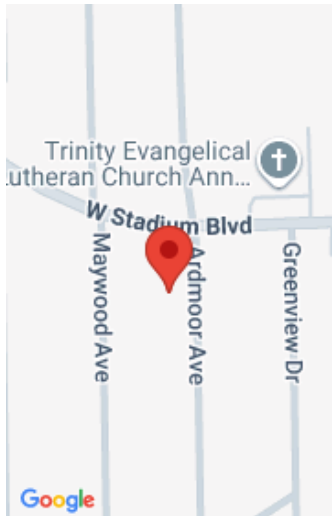 Trinity Evangelical
Lutheran Church Ann...
W Stadium Blvd
Maywood Ave
Ardmoor Ave
Greenview Dr
Google